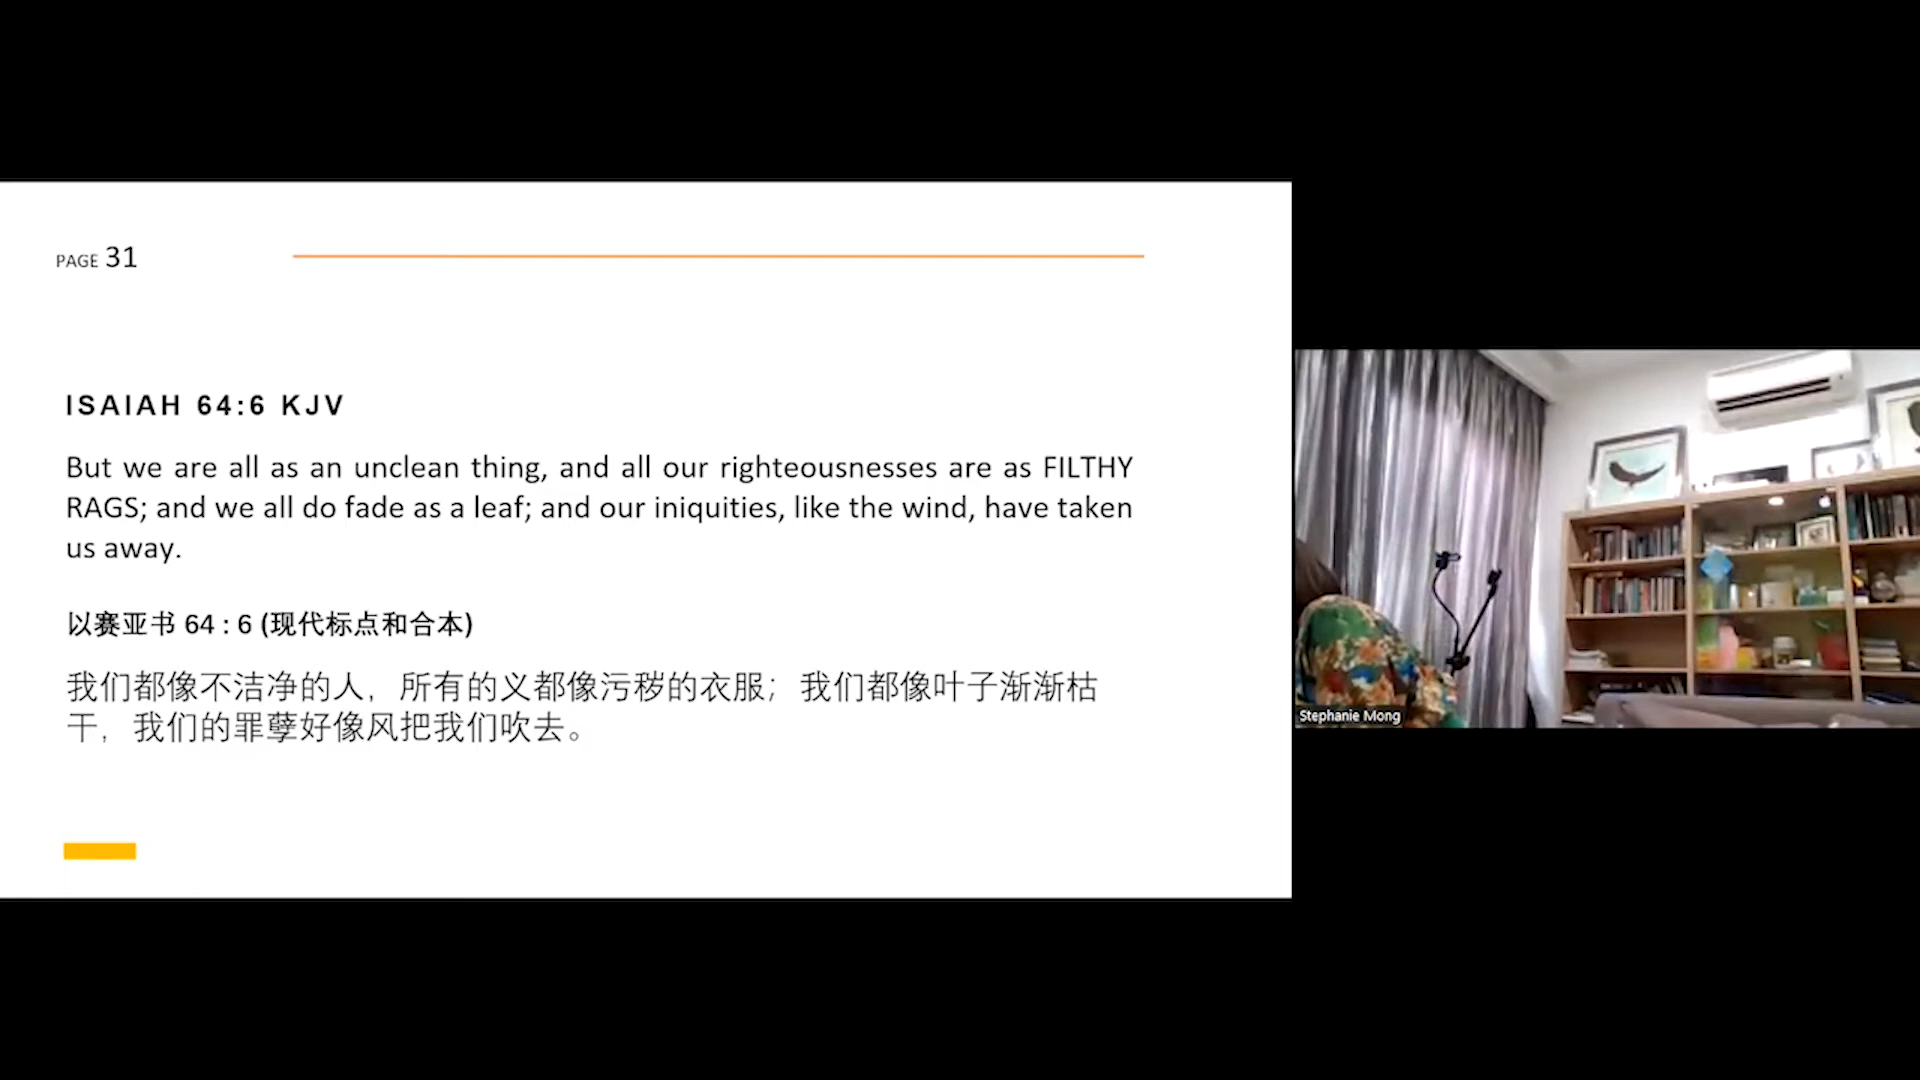 PAGE 31
ISAIAH 64:6 KJV
But we are all as an unclean thing, and all our righteousnesses are as FILTHY
RAGS; and we all do fade as a leaf; and our iniquities, like the wind, have taken
us away.
以赛亚书 64 : 6 (现代标点和合本)
我们都像不洁净的人，所有的义都像污秽的衣服；我们都像叶子渐渐枯
干，我们的罪孽好像风把我们吹去。
Stephanie Mong